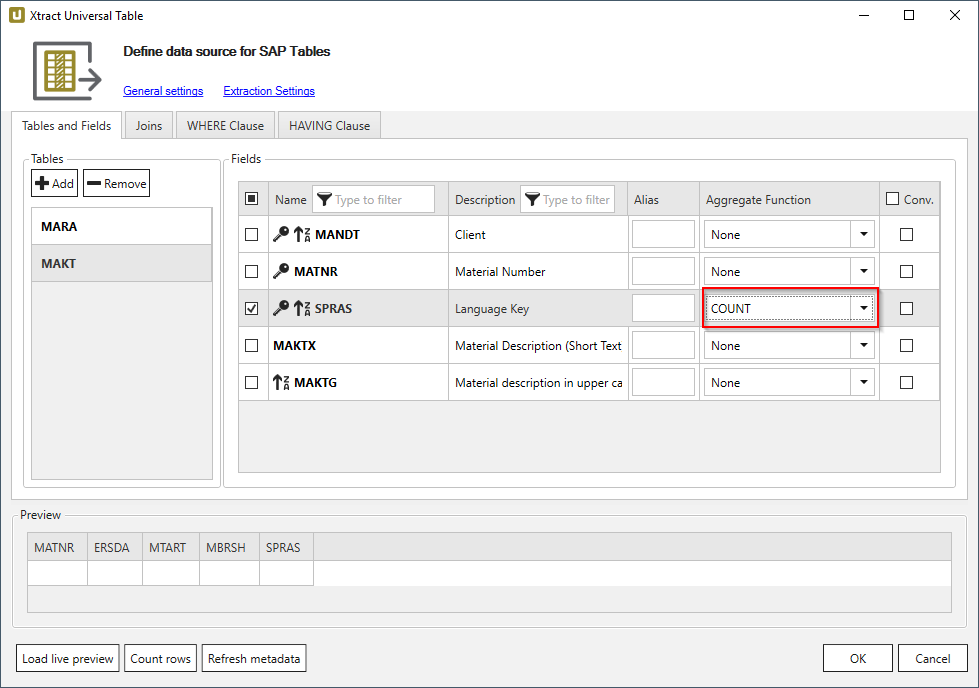 Xtract Universal Table
Define data source for SAP Tables
General settings Extraction Settings
Tables and Fields Joins WHERE Clause HAVING Clause
Tables
Add Remove
MARA
MAKT
Fields
Name Type to filter Description Type to filter Alias Aggregate Function Conv.
MANDT Client None
MATNR Material Number None
SPRAS Language Key COUNT
MAKTX Material Description (Short Text None
MAKTG Material description in upper ca None
Preview
MATNR ERSDA MTART MBRSH SPRAS
Load live preview Count rows Refresh metadata OK Cancel